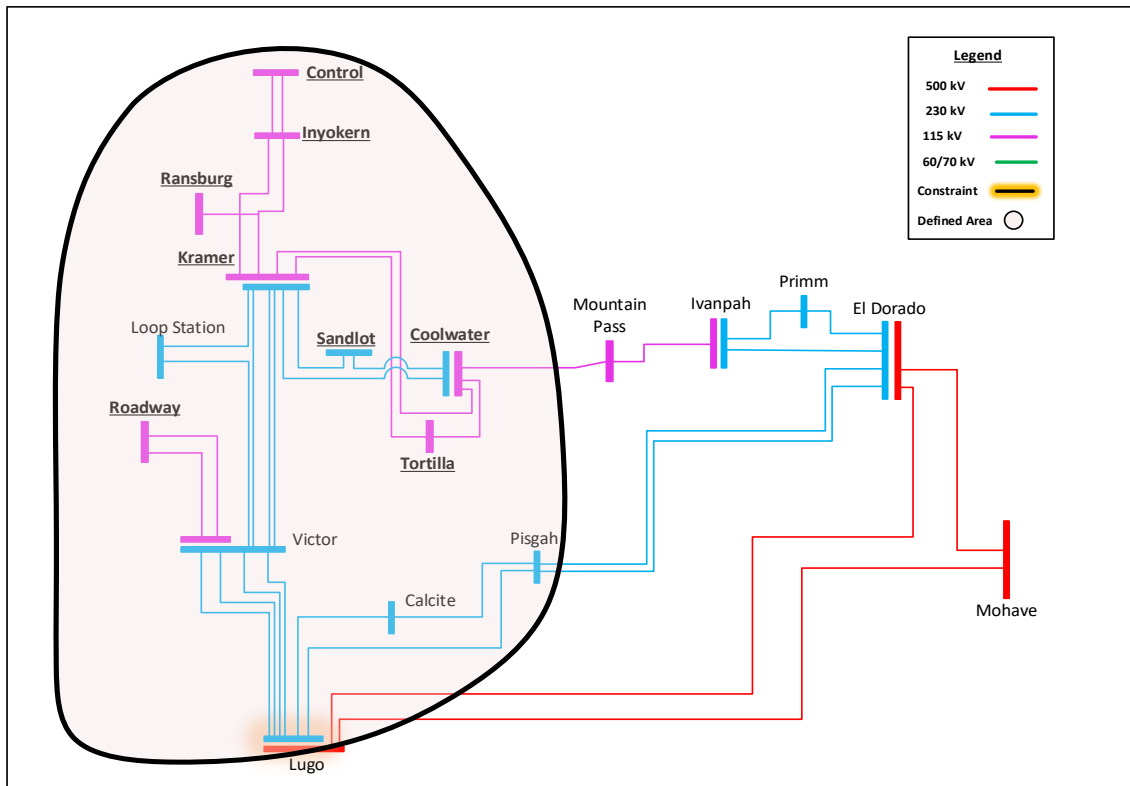 Control
Inyokern
Ransburg
Kramer
Loop Station
Sandlot
Coolwater
Roadway
Tortilla
Victor
Pisgah
Calcite
Lugo
Mountain
Pass
Ivanpah
Primm
El Dorado
Mohave
Legend
500 kV
230 kV
115 kV
60/70 kV
Constraint
Defined Area